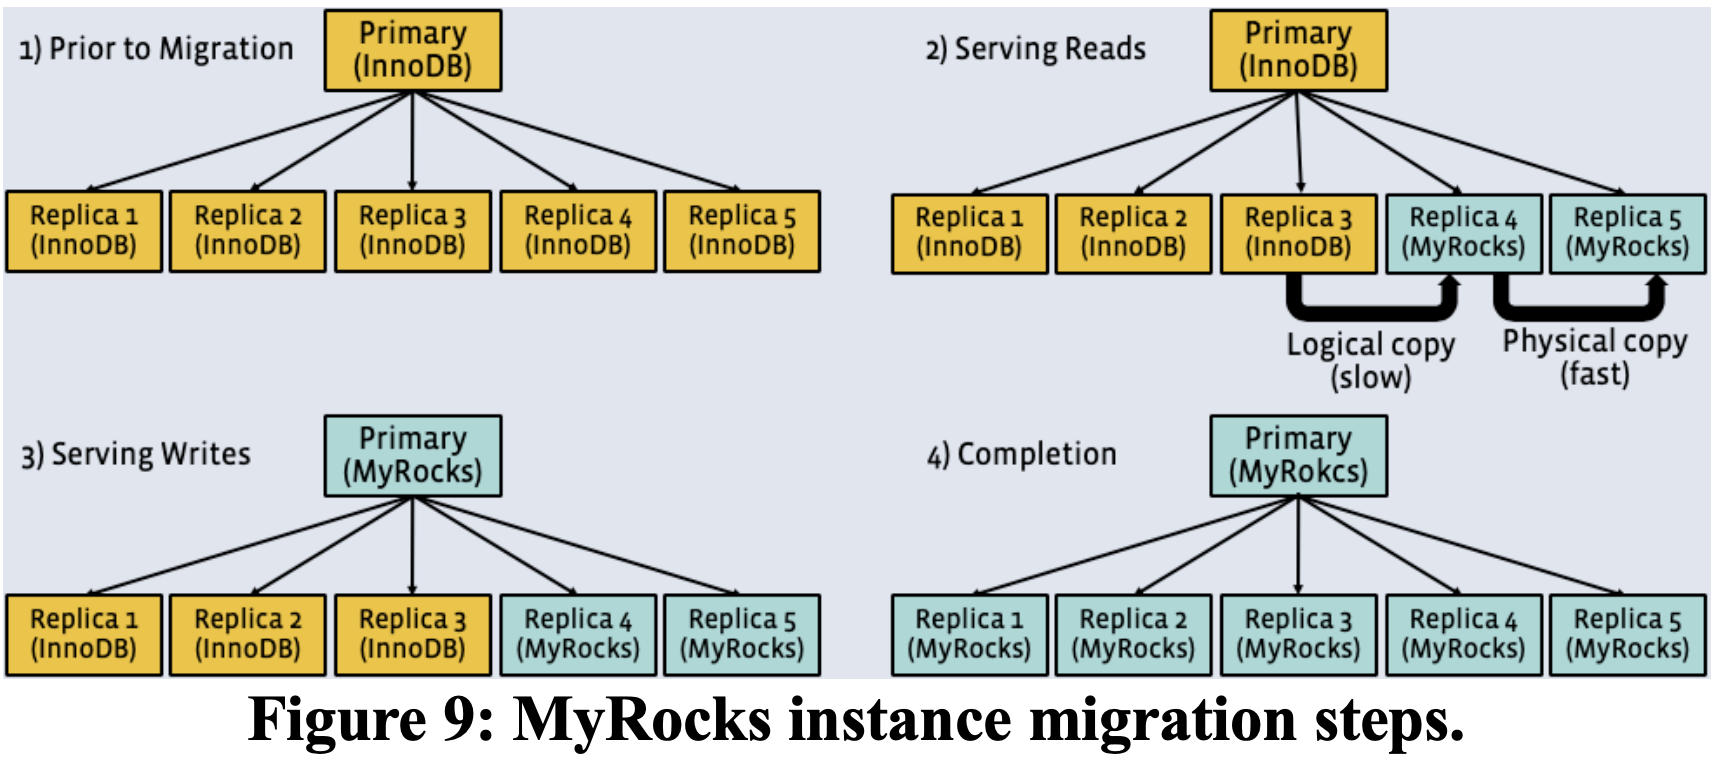 1) Prior to Migration
Primary
(InnoDB)
Replica 1
(InnoDB)
Replica 2
(InnoDB)
Replica 3
(InnoDB)
Replica 4
(InnoDB)
Replica 5
(InnoDB)
2) Serving Reads
Primary
(InnoDB)
Replica 1
(InnoDB)
Replica 2
(InnoDB)
Replica 3
(InnoDB)
Replica 4
(MyRocks)
Replica 5
(MyRocks)
Logical copy
(slow)
Physical copy
(fast)
3) Serving Writes
Primary
(MyRocks)
Replica 1
(InnoDB)
Replica 2
(InnoDB)
Replica 3
(InnoDB)
Replica 4
(MyRocks)
Replica 5
(MyRocks)
4) Completion
Primary
(MyRokcs)
Replica 1
(MyRocks)
Replica 2
(MyRocks)
Replica 3
(MyRocks)
Replica 4
(MyRocks)
Replica 5
(MyRocks)
Figure 9: MyRocks instance migration steps.